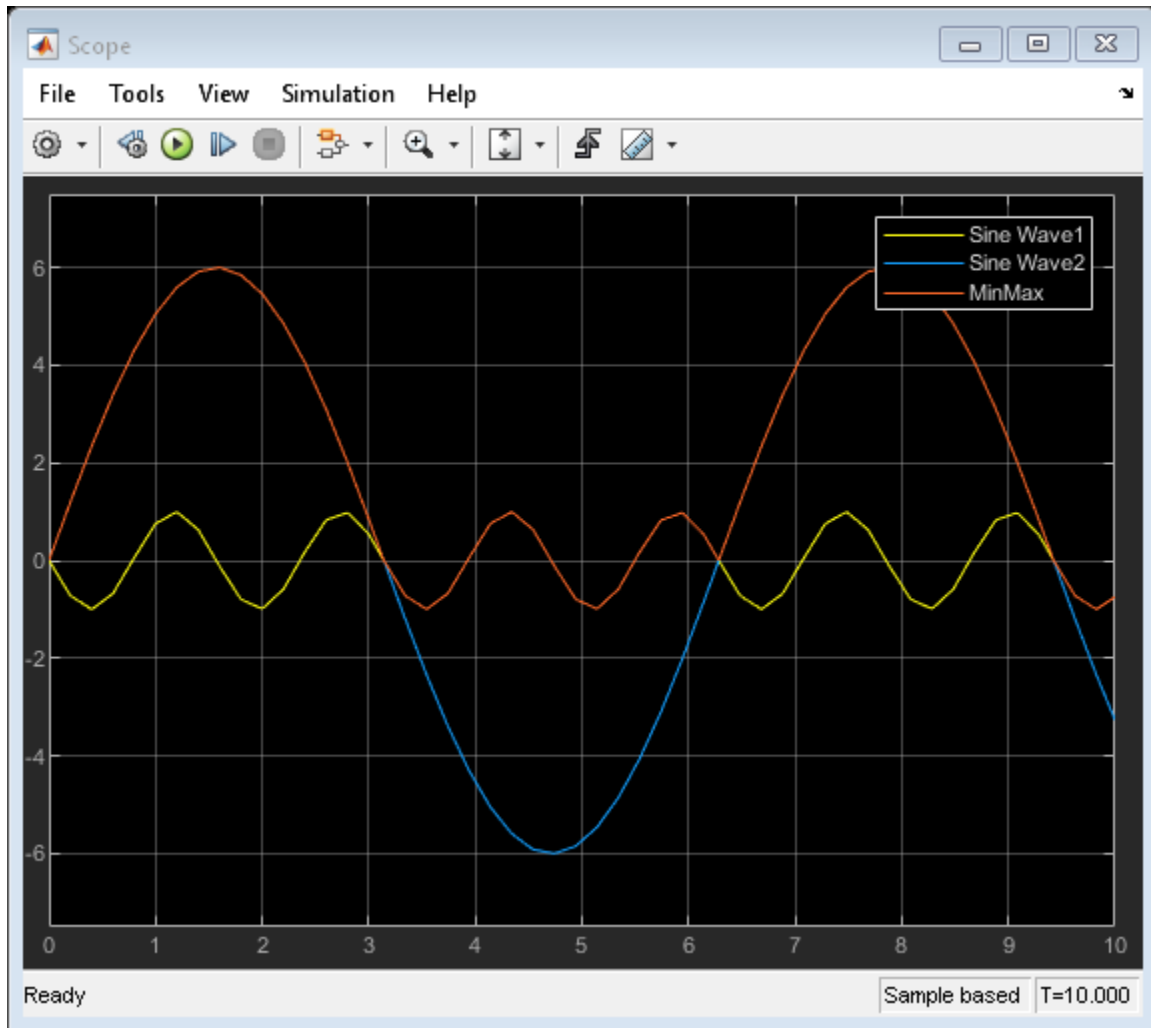 Scope
File Tools View Simulation Help
Sine Wave1
Sine Wave2
MinMax
6
4
2
0
-2
-4
-6
0 1 2 3 4 5 6 7 8 9 10
Ready Sample based T=10.000